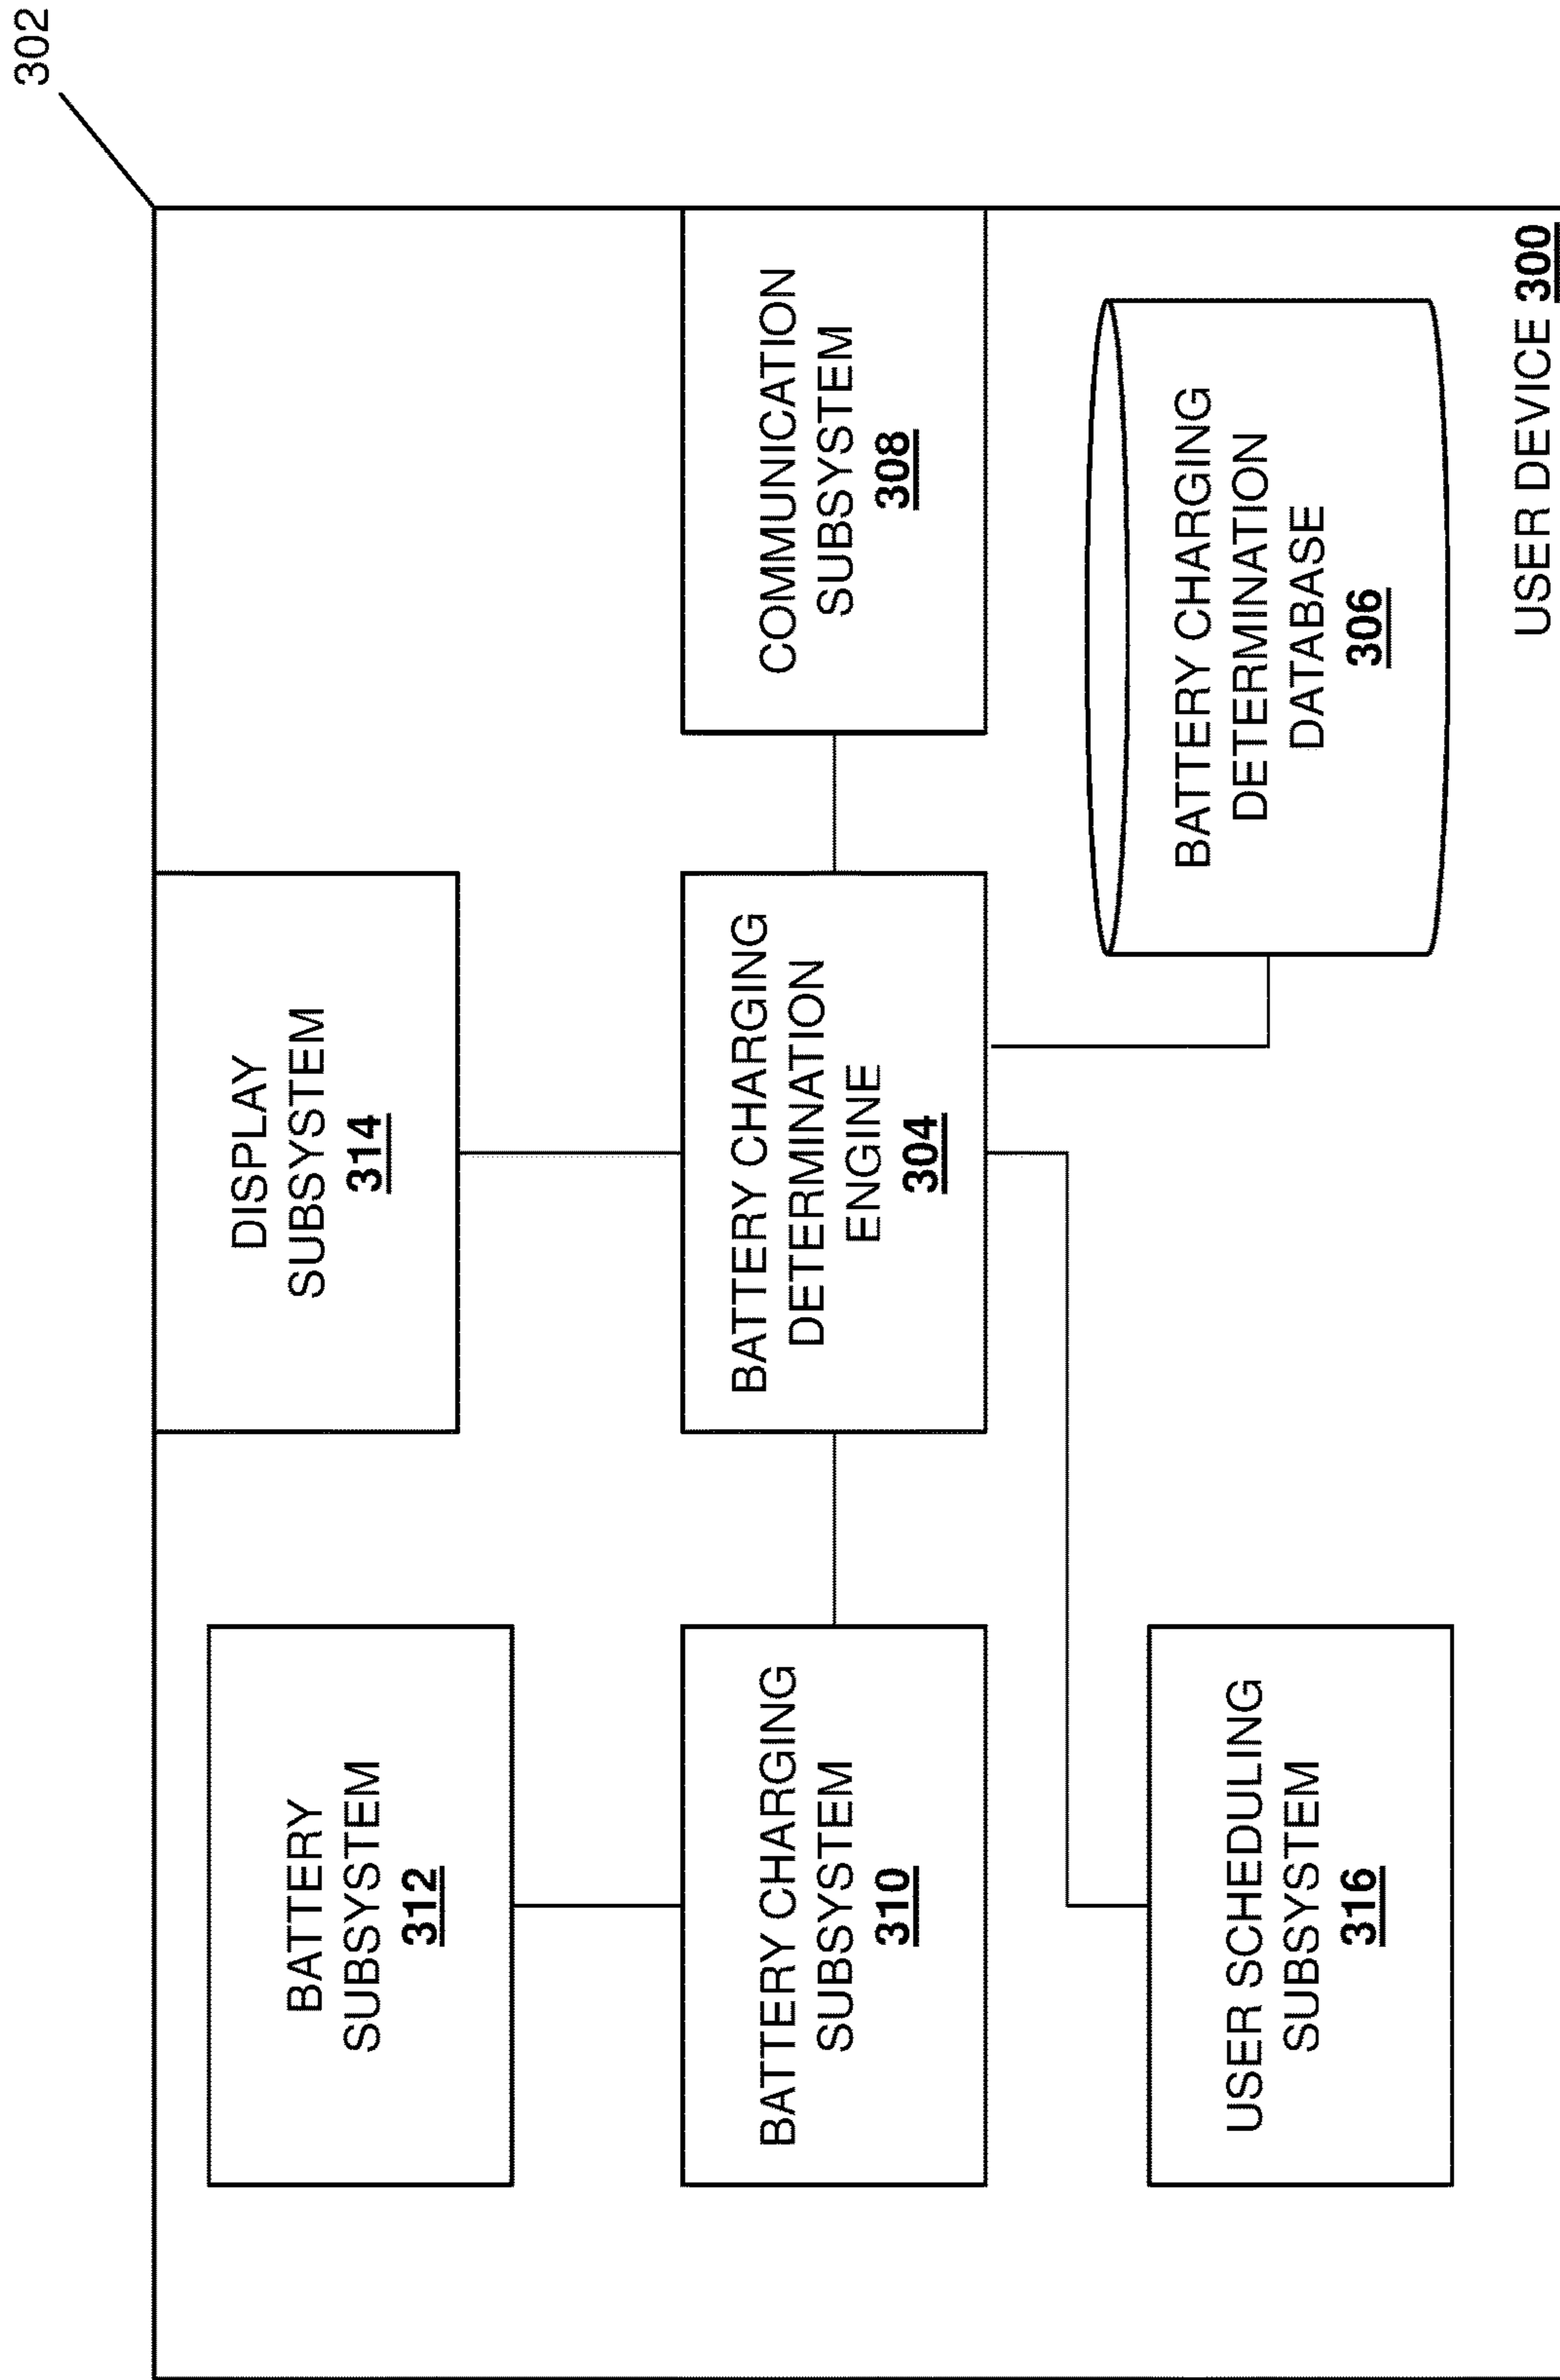 302
BATTERY
SUBSYSTEM
312
DISPLAY
SUBSYSTEM
314
BATTERY CHARGING
SUBSYSTEM
310
BATTERY CHARGING
DETERMINATION
ENGINE
304
COMMUNICATION
SUBSYSTEM
308
USER SCHEDULING
SUBSYSTEM
316
BATTERY CHARGING
DETERMINATION
DATABASE
306
USER DEVICE 300